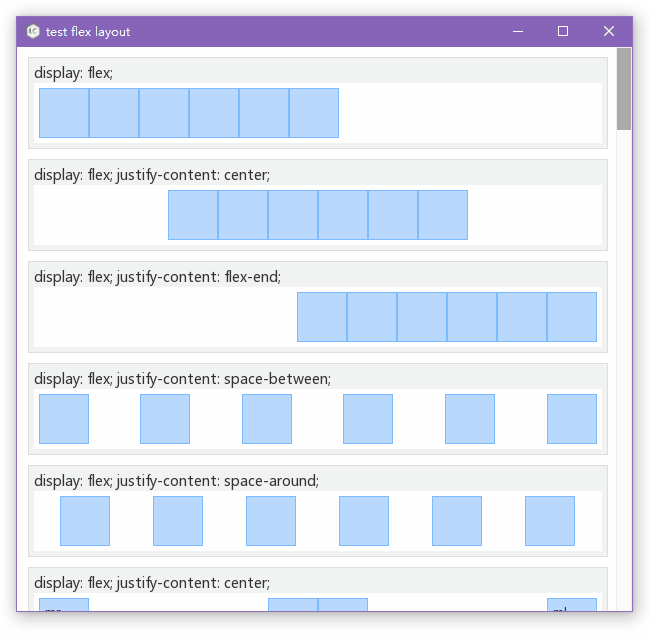 LC test flex layout
display: flex;
display: flex; justify-content: center;
display: flex; justify-content: flex-end;
display: flex; justify-content: space-between;
display: flex; justify-content: space-around;
display: flex; justify-content: center;